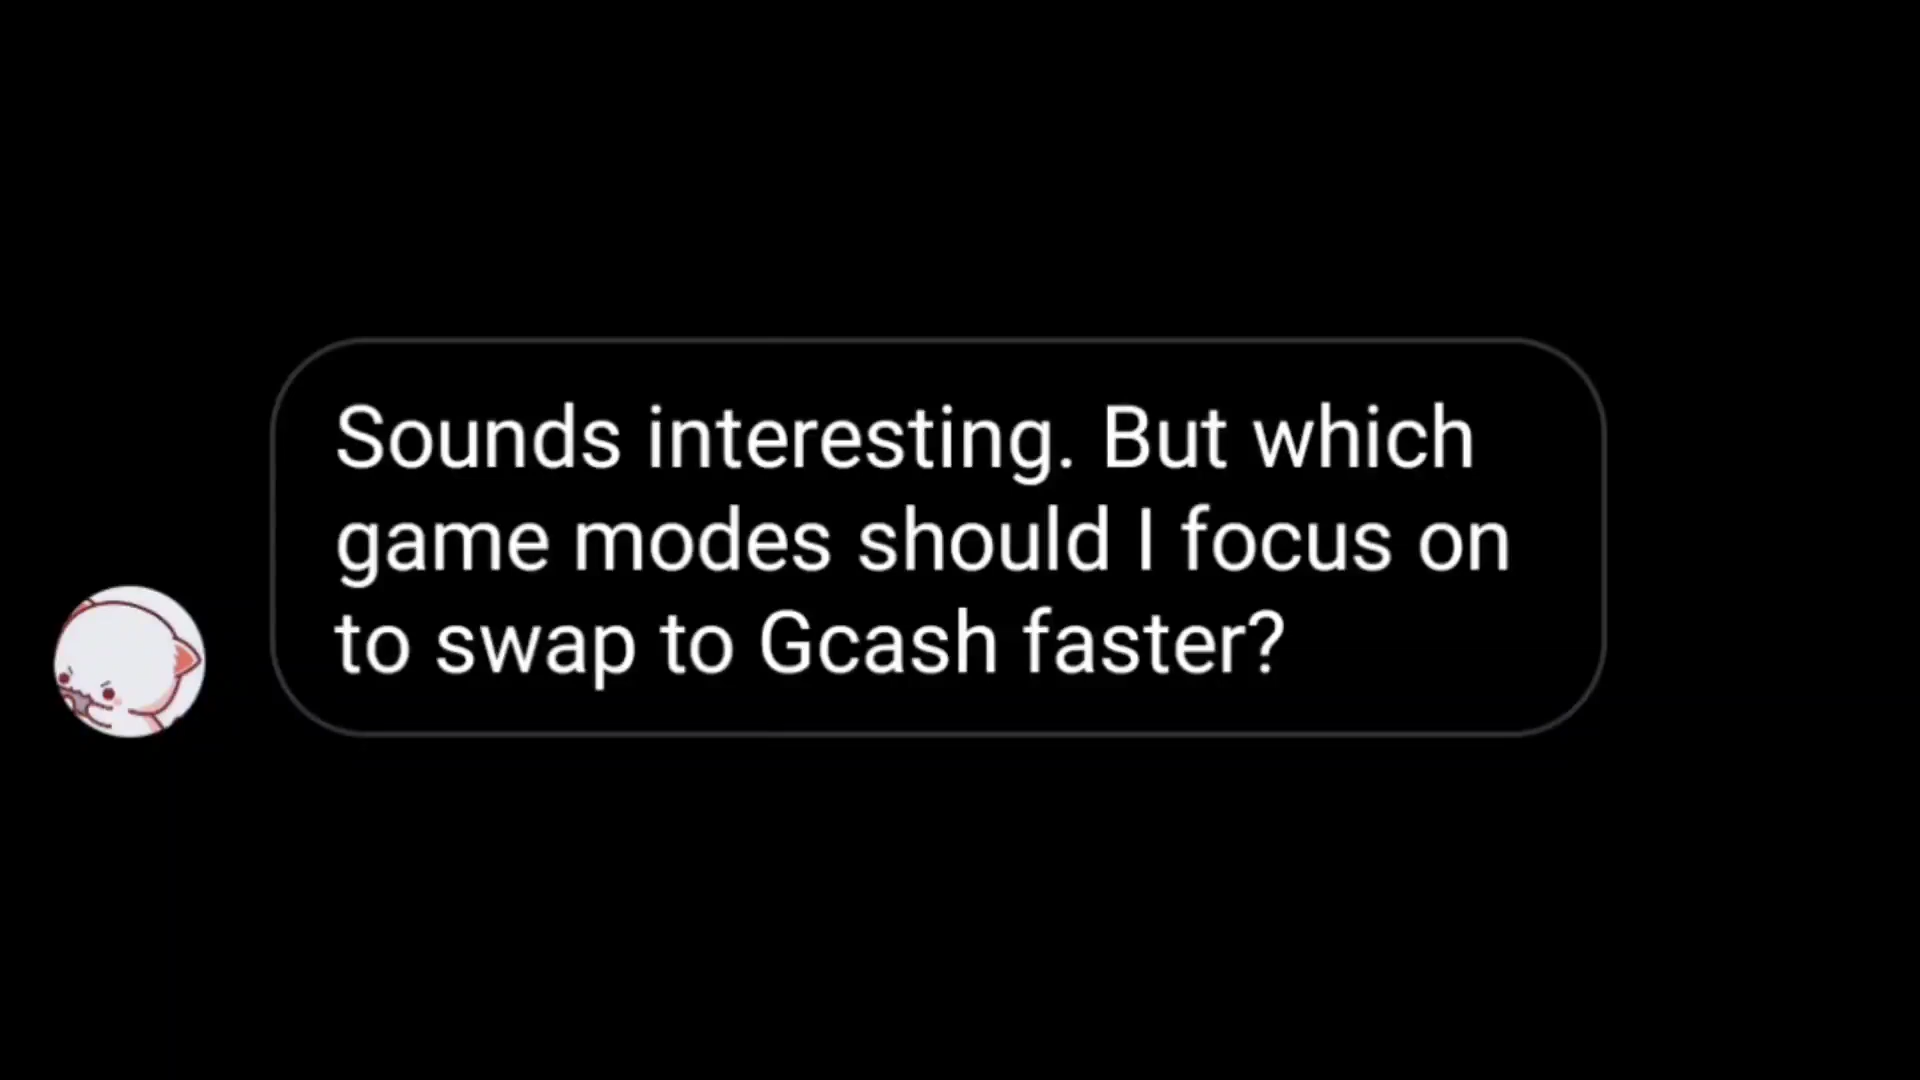 Sounds interesting. But which
game modes should I focus on
to swap to Gcash faster?